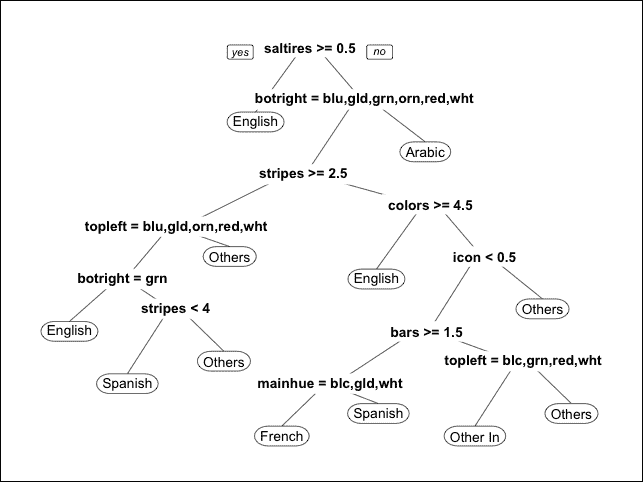 yes saltires >= 0.5 no
botright = blu,gld,grn,orn,red,wht
English
Arabic
stripes >= 2.5
colors >= 4.5
topleft = blu,gld,orn,red,wht
Others
icon < 0.5
botright = grn
English
stripes < 4
Others
English
bars >= 1.5
Others
topleft = blc,grn,red,wht
Spanish
mainhue = blc,gld,wht
Spanish
Others
French
Other In